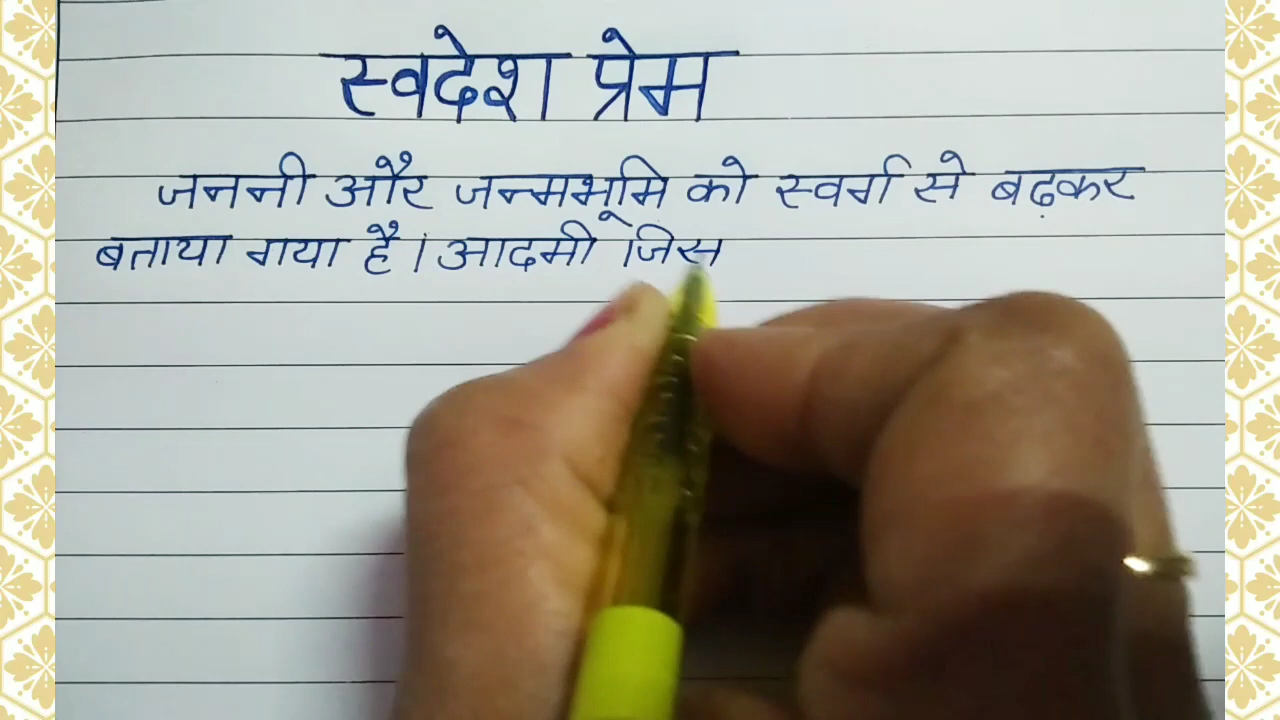 स्वदेश प्रेम
जननी और जन्मभूमि को स्वर्ग से बढ़कर
बताया गया है । आदमी जिस